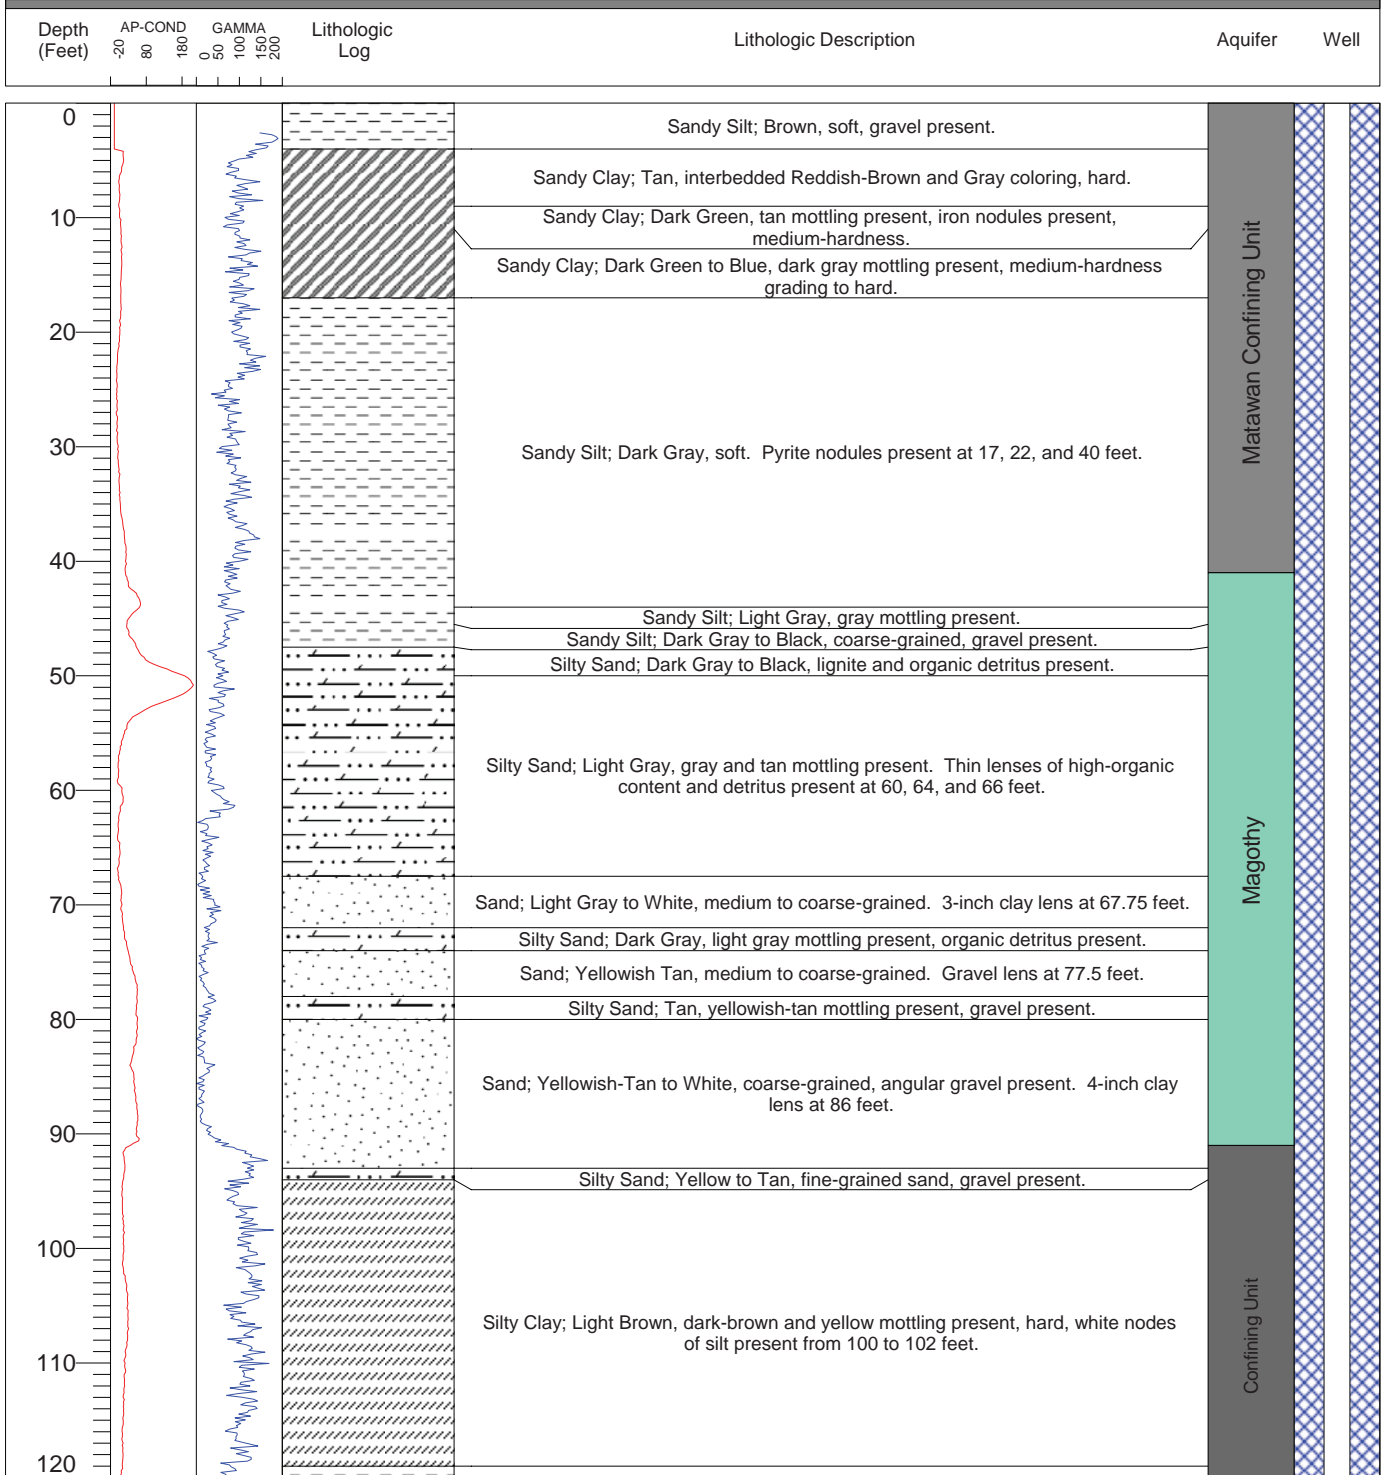 Depth
(Feet)
AP-COND
-20 80 180
GAMMA
0 50 100 150 200
Lithologic
Log
Lithologic Description
Aquifer
Well
0
10
20
30
40
50
60
70
80
90
100
110
120
Sandy Silt; Brown, soft, gravel present.
Sandy Clay; Tan, interbedded Reddish-Brown and Gray coloring, hard.
Sandy Clay; Dark Green, tan mottling present, iron nodules present,
medium-hardness.
Sandy Clay; Dark Green to Blue, dark gray mottling present, medium-hardness
grading to hard.
Sandy Silt; Dark Gray, soft.  Pyrite nodules present at 17, 22, and 40 feet.
Sandy Silt; Light Gray, gray mottling present.
Sandy Silt; Dark Gray to Black, coarse-grained, gravel present.
Silty Sand; Dark Gray to Black, lignite and organic detritus present.
Silty Sand; Light Gray, gray and tan mottling present.  Thin lenses of high-organic
content and detritus present at 60, 64, and 66 feet.
Sand; Light Gray to White, medium to coarse-grained.  3-inch clay lens at 67.75 feet.
Silty Sand; Dark Gray, light gray mottling present, organic detritus present.
Sand; Yellowish Tan, medium to coarse-grained.  Gravel lens at 77.5 feet.
Silty Sand; Tan, yellowish-tan mottling present, gravel present.
Sand; Yellowish-Tan to White, coarse-grained, angular gravel present.  4-inch clay
lens at 86 feet.
Silty Sand; Yellow to Tan, fine-grained sand, gravel present.
Silty Clay; Light Brown, dark-brown and yellow mottling present, hard, white nodes
of silt present from 100 to 102 feet.
Matawan Confining Unit
Magothy
Confining Unit